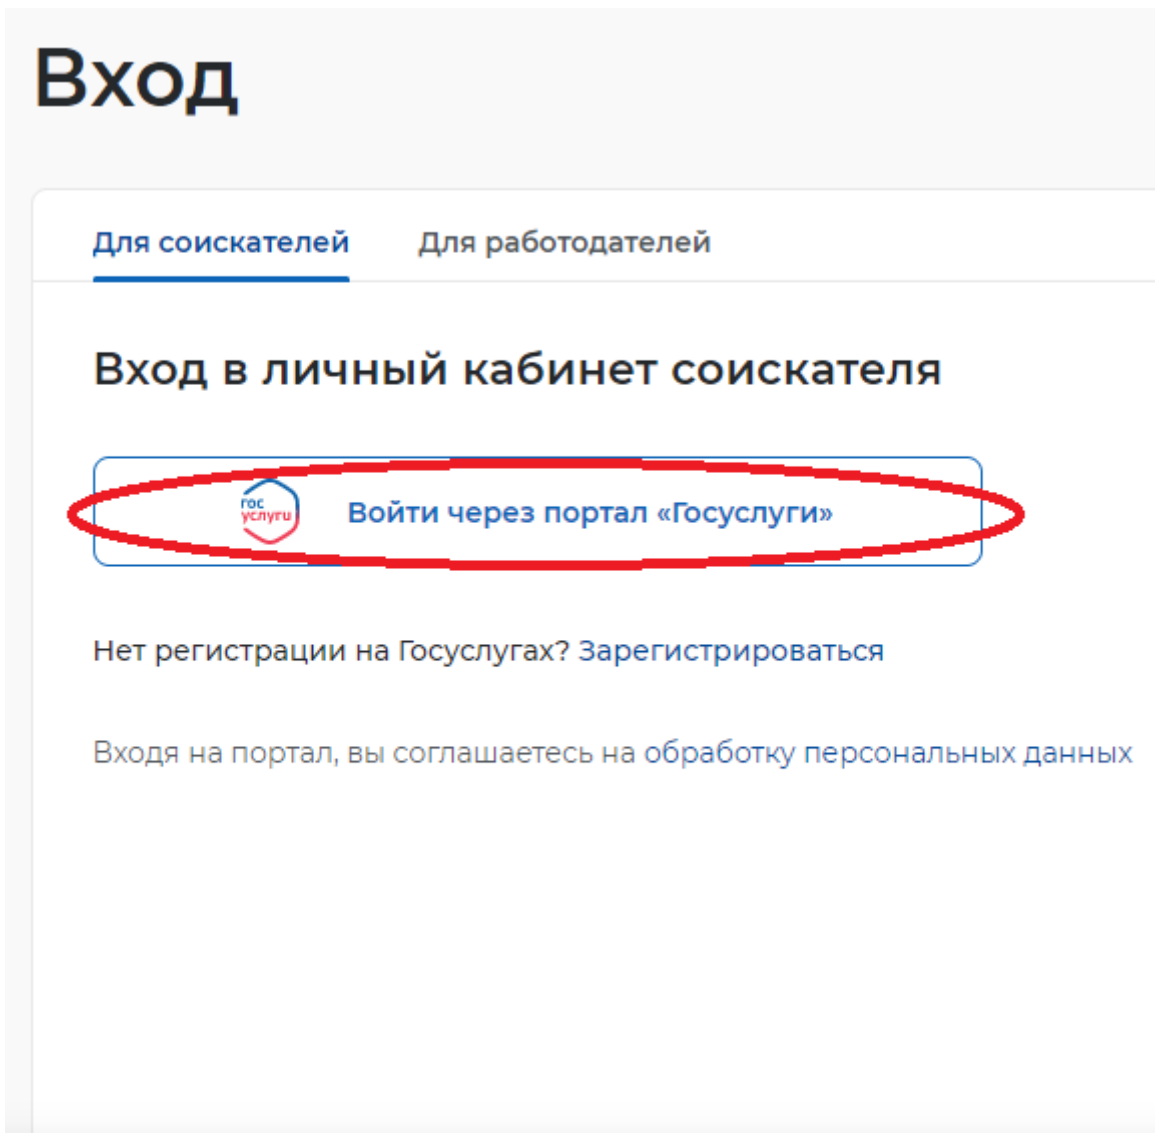 Вход
Для соискателей Для работодателей
Вход в личный кабинет соискателя
гос
услуги
Войти через портал «Госуслуги»
Нет регистрации на Госуслугах? Зарегистрироваться
Входя на портал, вы соглашаетесь на обработку персональных данных